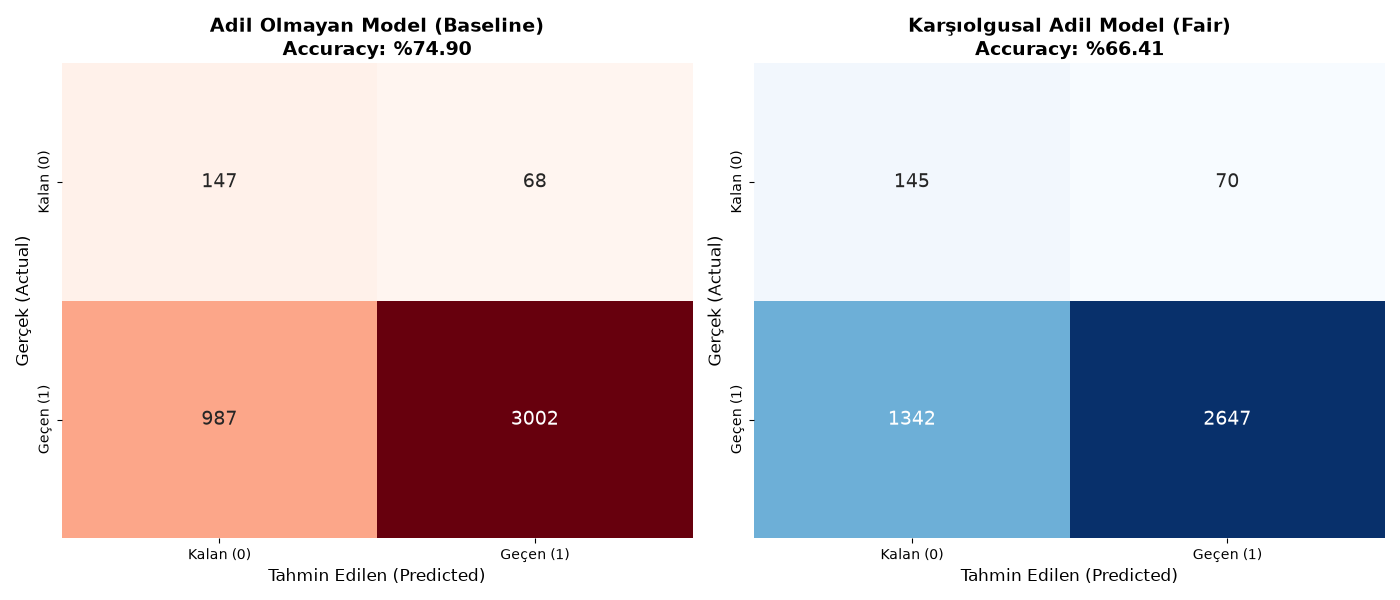 Adil Olmayan Model (Baseline)
Accuracy: %74.90
Gerçek (Actual)
Kalan (0)
147
68
Geçen (1)
987
3002
Kalan (0)
Geçen (1)
Tahmin Edilen (Predicted)
Karşıolgusal Adil Model (Fair)
Accuracy: %66.41
Gerçek (Actual)
Kalan (0)
145
70
Geçen (1)
1342
2647
Kalan (0)
Geçen (1)
Tahmin Edilen (Predicted)